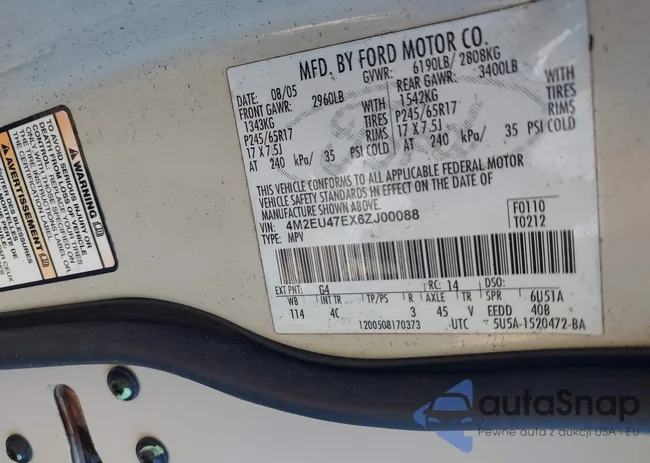 MFD. BY FORD MOTOR CO.
DATE: 08/05 GVWR: 6190LB/ 2808KG
FRONT GAWR: 2960LB REAR GAWR: 3400LB
1343KG WITH 1542KG WITH
P245/65R17 TIRES P245/65R17 TIRES
17 X 7.5J RIMS 17 X 7.5J RIMS
AT 240 kPa/ 35 PSI COLD AT 240 kPa/ 35 PSI COLD
THIS VEHICLE CONFORMS TO ALL APPLICABLE FEDERAL MOTOR
VEHICLE SAFETY STANDARDS IN EFFECT ON THE DATE OF
MANUFACTURE SHOWN ABOVE.
VIN: 4M2EU47EX6ZJ00088 F0110
TYPE: MPV T0212
EXT PNT: G4 RC: 14 DSO:
WB INT TR TP/PS R AXLE TR SPR 6U51A
114 4C 3 45 V EEDD 40B
1200508170373 UTC 5U5A-1520472-BA
WARNING
TO AVOID
autoSnap
Pewne auta z aukcji USA i EU